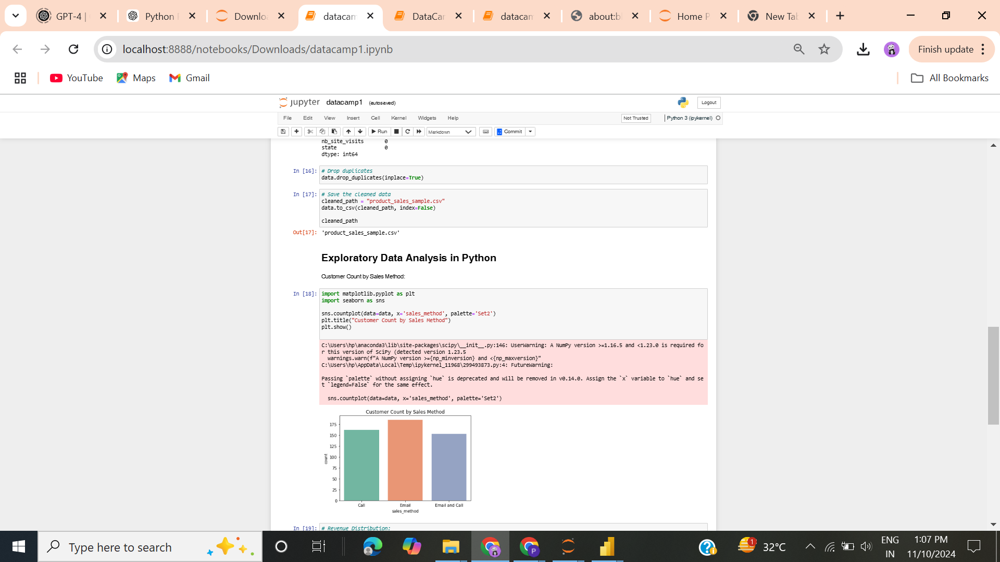 GPT-4 |
Python
Downlo
datacam
DataCar
datacam
about:bl
Home P
New Tab
localhost:8888/notebooks/Downloads/datacamp1.ipynb
Finish update
YouTube
Maps
Gmail
All Bookmarks
jupyter datacamp1 (autosaved)
Logout
File Edit View Insert Cell Kernel Widgets Help
Not Trusted
Python 3 (ipykernel)
Run
Markdown
Commit
nb_site_visits 0
state 0
dtype: int64
In [16]: # Drop duplicates
data.drop_duplicates(inplace=True)
In [17]: # Save the cleaned data
cleaned_path = "product_sales_sample.csv"
data.to_csv(cleaned_path, index=False)
cleaned_path
Out[17]: 'product_sales_sample.csv'
Exploratory Data Analysis in Python
Customer Count by Sales Method:
In [18]: import matplotlib.pyplot as plt
import seaborn as sns
sns.countplot(data=data, x='sales_method', palette='Set2')
plt.title("Customer Count by Sales Method")
plt.show()
C:\Users\hp\anaconda3\lib\site-packages\scipy\__init__.py:146: UserWarning: A NumPy version >=1.16.5 and <1.23.0 is required fo
r this version of SciPy (detected version 1.23.5
warnings.warn(f"A NumPy version >={np_minversion} and <{np_maxversion}"
C:\Users\hp\AppData\Local\Temp\ipykernel_11968\299493873.py:4: FutureWarning:
Passing `palette` without assigning `hue` is deprecated and will be removed in v0.14.0. Assign the `x` variable to `hue` and se
t `legend=False` for the same effect.
sns.countplot(data=data, x='sales_method', palette='Set2')
Customer Count by Sales Method
175
150
125
100
75
50
25
0
count
Call
Email
Email and Call
sales_method
In [19]: # Revenue Distribution:
Type here to search
P
1
32°C
ENG
IN
1:07 PM
11/10/2024